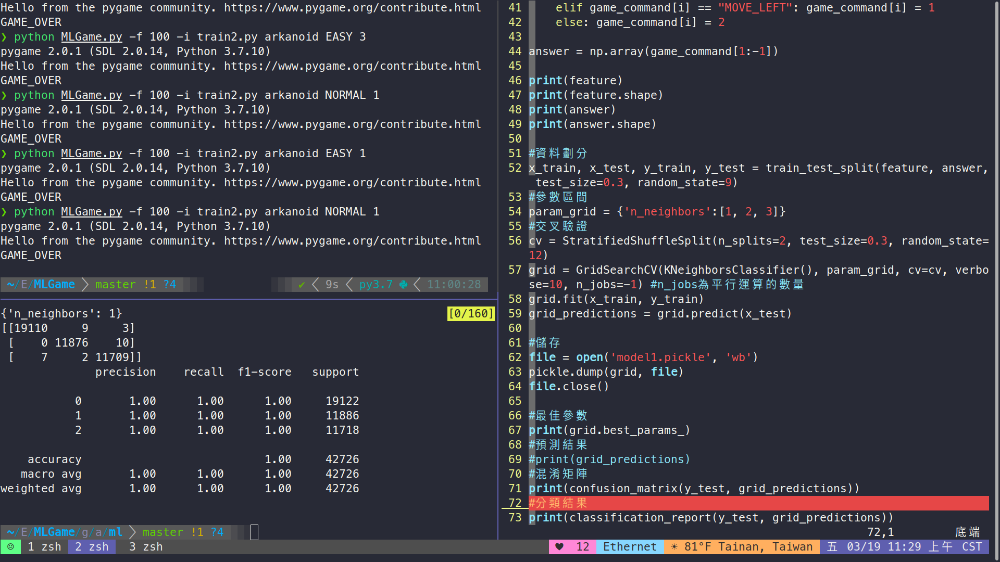 Hello from the pygame community. https://www.pygame.org/contribute.html
GAME_OVER
❯ python MLGame.py -f 100 -i train2.py arkanoid EASY 3
pygame 2.0.1 (SDL 2.0.14, Python 3.7.10)
Hello from the pygame community. https://www.pygame.org/contribute.html
GAME_OVER
❯ python MLGame.py -f 100 -i train2.py arkanoid NORMAL 1
pygame 2.0.1 (SDL 2.0.14, Python 3.7.10)
Hello from the pygame community. https://www.pygame.org/contribute.html
GAME_OVER
❯ python MLGame.py -f 100 -i train2.py arkanoid EASY 1
pygame 2.0.1 (SDL 2.0.14, Python 3.7.10)
Hello from the pygame community. https://www.pygame.org/contribute.html
GAME_OVER
❯ python MLGame.py -f 100 -i train2.py arkanoid NORMAL 1
pygame 2.0.1 (SDL 2.0.14, Python 3.7.10)
Hello from the pygame community. https://www.pygame.org/contribute.html
GAME_OVER
~/E/MLGame master !1 ?4 ✔ 9s py3.7 11:00:28
{'n_neighbors': 1} [0/160]
[[19110 9 3]
[ 0 11876 10]
[ 7 2 11709]]
precision recall f1-score support
0 1.00 1.00 1.00 19122
1 1.00 1.00 1.00 11886
2 1.00 1.00 1.00 11718
accuracy 1.00 42726
macro avg 1.00 1.00 1.00 42726
weighted avg 1.00 1.00 1.00 42726
~/E/MLGame/g/a/ml master !1 ?4
41 elif game_command[i] == "MOVE_LEFT": game_command[i] = 1
42 else: game_command[i] = 2
43
44 answer = np.array(game_command[1:-1])
45
46 print(feature)
47 print(feature.shape)
48 print(answer)
49 print(answer.shape)
50
51 #資料劃分
52 x_train, x_test, y_train, y_test = train_test_split(feature, answer,
test_size=0.3, random_state=9)
53 #參數區間
54 param_grid = {'n_neighbors':[1, 2, 3]}
55 #交叉驗證
56 cv = StratifiedShuffleSplit(n_splits=2, test_size=0.3, random_state=
12)
57 grid = GridSearchCV(KNeighborsClassifier(), param_grid, cv=cv, verbo
se=10, n_jobs=-1) #n_jobs為平行運算的數量
58 grid.fit(x_train, y_train)
59 grid_predictions = grid.predict(x_test)
60
61 #儲存
62 file = open('model1.pickle', 'wb')
63 pickle.dump(grid, file)
64 file.close()
65
66 #最佳參數
67 print(grid.best_params_)
68 #預測結果
69 #print(grid_predictions)
70 #混淆矩陣
71 print(confusion_matrix(y_test, grid_predictions))
72 #分類結果
73 print(classification_report(y_test, grid_predictions))
72,1 底端
☺ 1 zsh 2 zsh 3 zsh ♥ 12 Ethernet ☀ 81°F Tainan, Taiwan 五 03/19 11:29 上午 CST